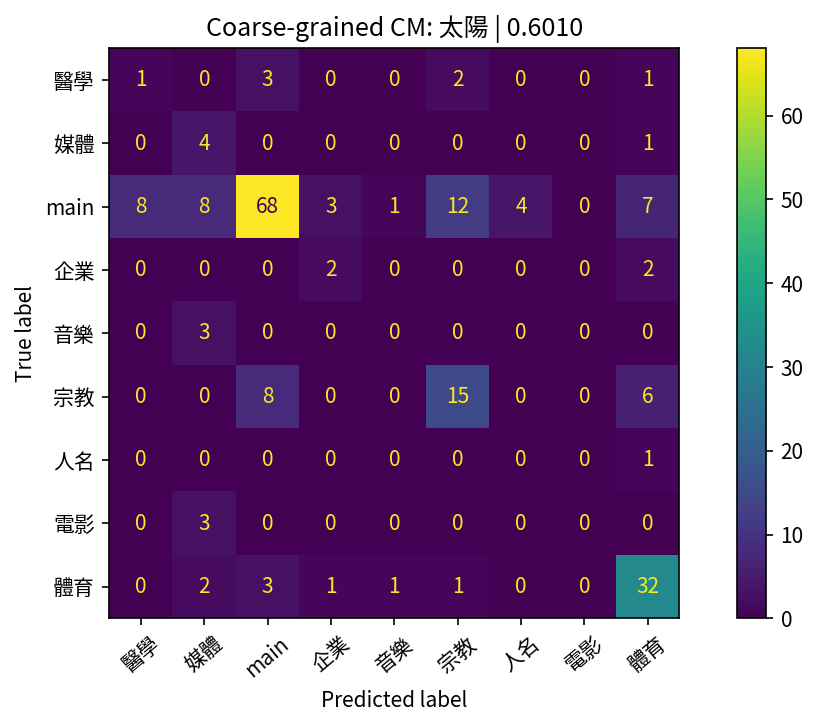 Coarse-grained CM: 太陽 | 0.6010
True label
醫學 1 0 3 0 0 2 0 0 1
媒體 0 4 0 0 0 0 0 0 1
main 8 8 68 3 1 12 4 0 7
企業 0 0 0 2 0 0 0 0 2
音樂 0 3 0 0 0 0 0 0 0
宗教 0 0 8 0 0 15 0 0 6
人名 0 0 0 0 0 0 0 0 1
電影 0 3 0 0 0 0 0 0 0
體育 0 2 3 1 1 1 0 0 32
醫學 媒體 main 企業 音樂 宗教 人名 電影 體育
Predicted label
60
50
40
30
20
10
0